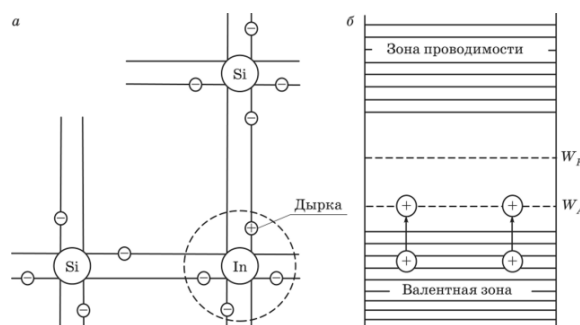 а
б
Si
Зона проводимости
Дырка
Si
In
Валентная зона